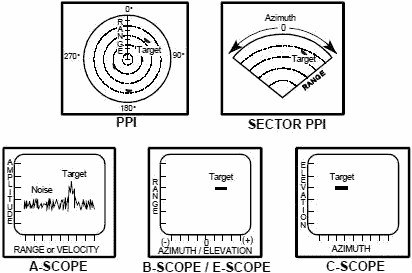 0°
RANGE
Target
270°
90°
180°
PPI
Azimuth
0
Target
RANGE
SECTOR PPI
AMPLITUDE
Target
Noise
RANGE or VELOCITY
A-SCOPE
RANGE
Target
(-) 0 (+)
AZIMUTH / ELEVATION
B-SCOPE / E-SCOPE
ELEVATION
Target
AZIMUTH
C-SCOPE